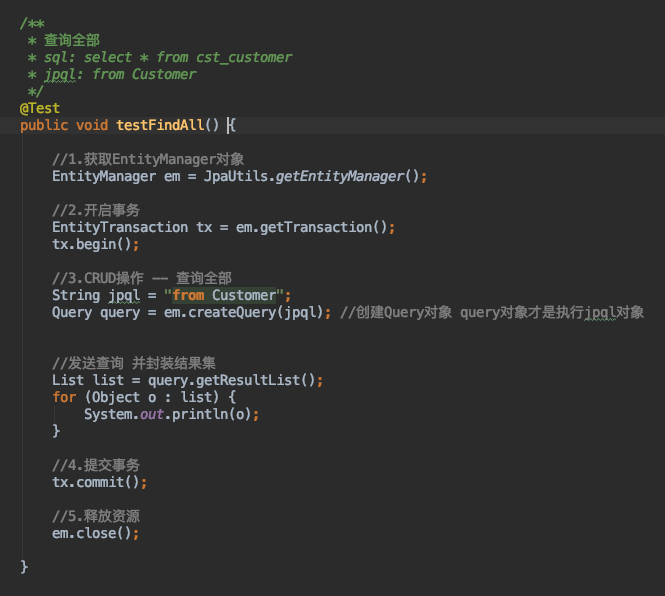 /**
 * 查询全部
 * sql: select * from cst_customer
 * jpql: from Customer
 */
@Test
public void testFindAll() {
//1.获取EntityManager对象
EntityManager em = JpaUtils.getEntityManager();
//2.开启事务
EntityTransaction tx = em.getTransaction();
tx.begin();
//3.CRUD操作 -- 查询全部
String jpql = "from Customer";
Query query = em.createQuery(jpql); //创建Query对象 query对象才是执行jpql对象
//发送查询 并封装结果集
List list = query.getResultList();
for (Object o : list) {
System.out.println(o);
}
//4.提交事务
tx.commit();
//5.释放资源
em.close();
}